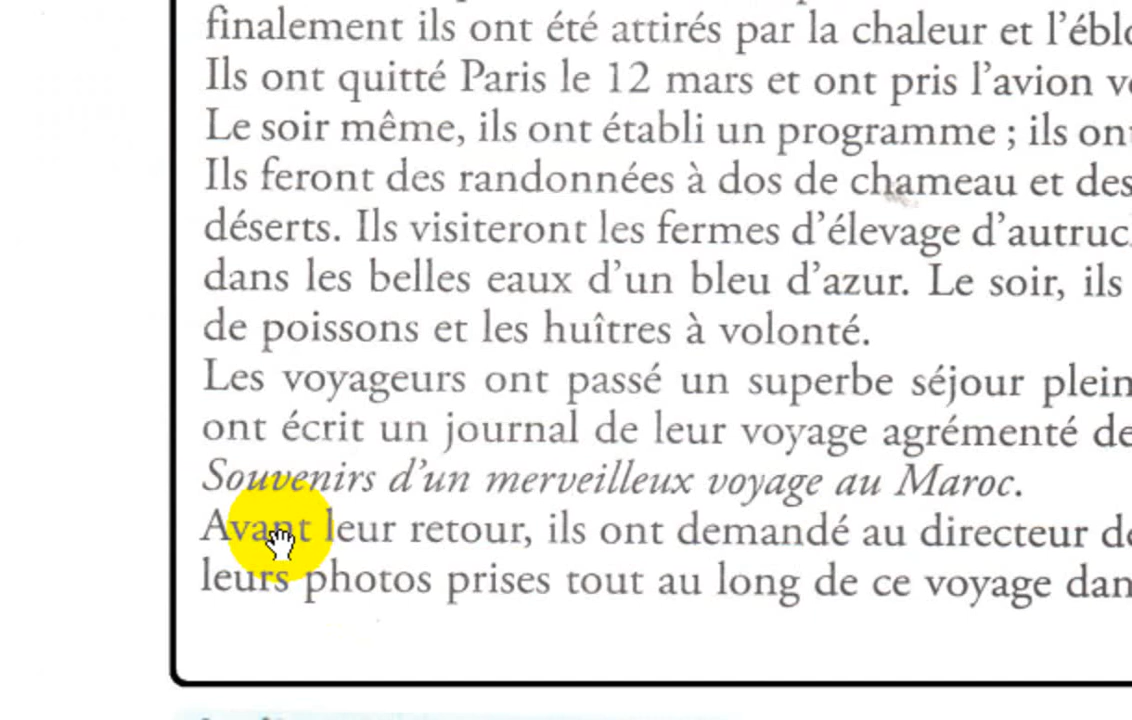 finalement ils ont été attirés par la chaleur et
Ils ont quitté Paris le 12 mars et ont pris l'avion
Le soir même, ils ont établi un programme ; ils
Ils feront des randonnées à dos de chameau et des
déserts. Ils visiteront les fermes d'élevage
dans les belles eaux d'un bleu d'azur. Le soir, ils
de poissons et les huîtres à volonté.
Les voyageurs ont passé un superbe séjour plein
ont écrit un journal de leur voyage agrémenté
Souvenirs d'un merveilleux voyage au Maroc.
Avant leur retour, ils ont demandé au directeur
leurs photos prises tout au long de ce voyage